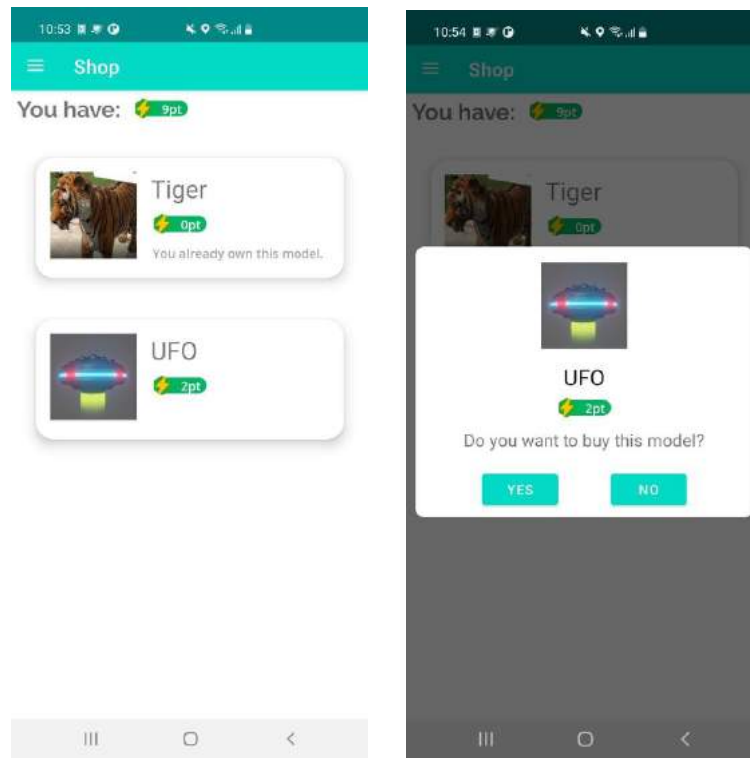 10:53
Shop
You have: 9pt
Tiger
0pt
You already own this model.
UFO
2pt
10:54
Shop
You have: 9pt
Tiger
0pt
UFO
2pt
Do you want to buy this model?
YES NO